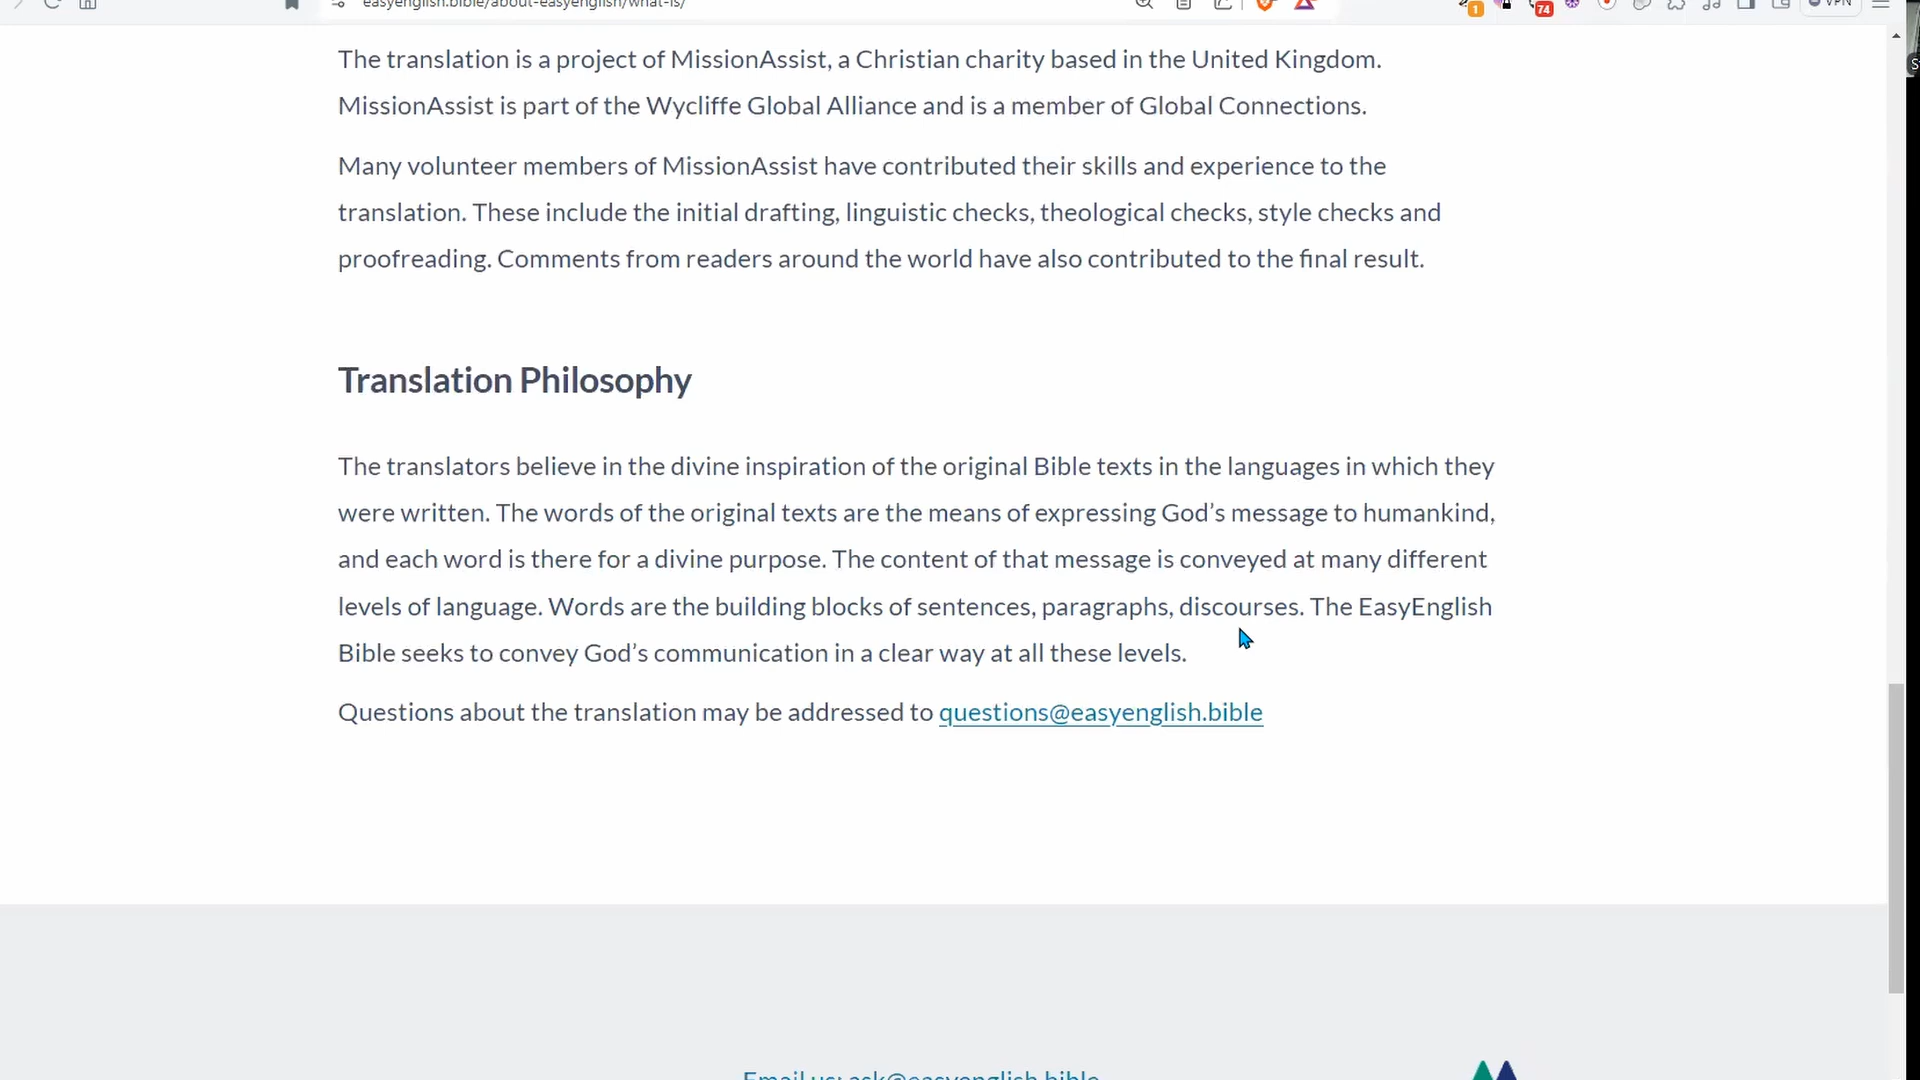 easyenglish.bible/about-easyenglish/what-is/
1
74
VPN
The translation is a project of MissionAssist, a Christian charity based in the United Kingdom.
MissionAssist is part of the Wycliffe Global Alliance and is a member of Global Connections.
Many volunteer members of MissionAssist have contributed their skills and experience to the
translation. These include the initial drafting, linguistic checks, theological checks, style checks and
proofreading. Comments from readers around the world have also contributed to the final result.
Translation Philosophy
The translators believe in the divine inspiration of the original Bible texts in the languages in which they
were written. The words of the original texts are the means of expressing God’s message to humankind,
and each word is there for a divine purpose. The content of that message is conveyed at many different
levels of language. Words are the building blocks of sentences, paragraphs, discourses. The EasyEnglish
Bible seeks to convey God’s communication in a clear way at all these levels.
Questions about the translation may be addressed to questions@easyenglish.bible
Email us: ask@easyenglish.bible